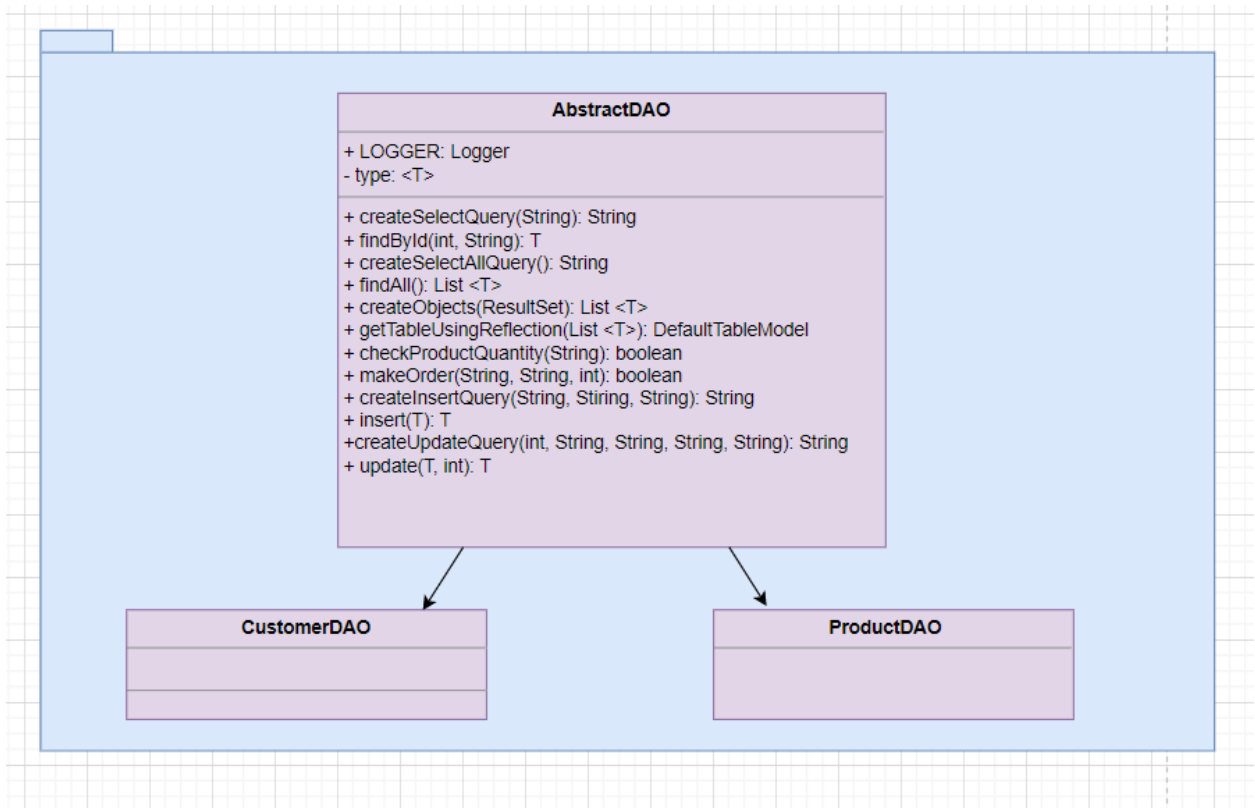 AbstractDAO
+ LOGGER: Logger
- type: <T>
+ createSelectQuery(String): String
+ findById(int, String): T
+ createSelectAllQuery(): String
+ findAll(): List <T>
+ createObjects(ResultSet): List <T>
+ getTableUsingReflection(List <T>): DefaultTableModel
+ checkProductQuantity(String): boolean
+ makeOrder(String, String, int): boolean
+ createInsertQuery(String, Stiring, String): String
+ insert(T): T
+createUpdateQuery(int, String, String, String, String): String
+ update(T, int): T
CustomerDAO
ProductDAO